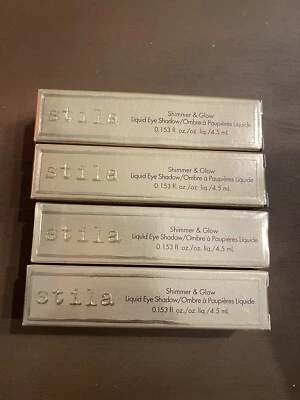 stila
Shimmer & Glow
Liquid Eye Shadow/Ombre à Paupières Liquide
0.153 fl. oz./oz. liq./4.5 mL
stila
Shimmer & Glow
Liquid Eye Shadow/Ombre à Paupières Liquide
0.153 fl. oz./oz. liq./4.5 mL
stila
Shimmer & Glow
Liquid Eye Shadow/Ombre à Paupières Liquide
0.153 fl. oz./oz. liq./4.5 mL
stila
Shimmer & Glow
Liquid Eye Shadow/Ombre à Paupières Liquide
0.153 fl. oz./oz. liq./4.5 mL